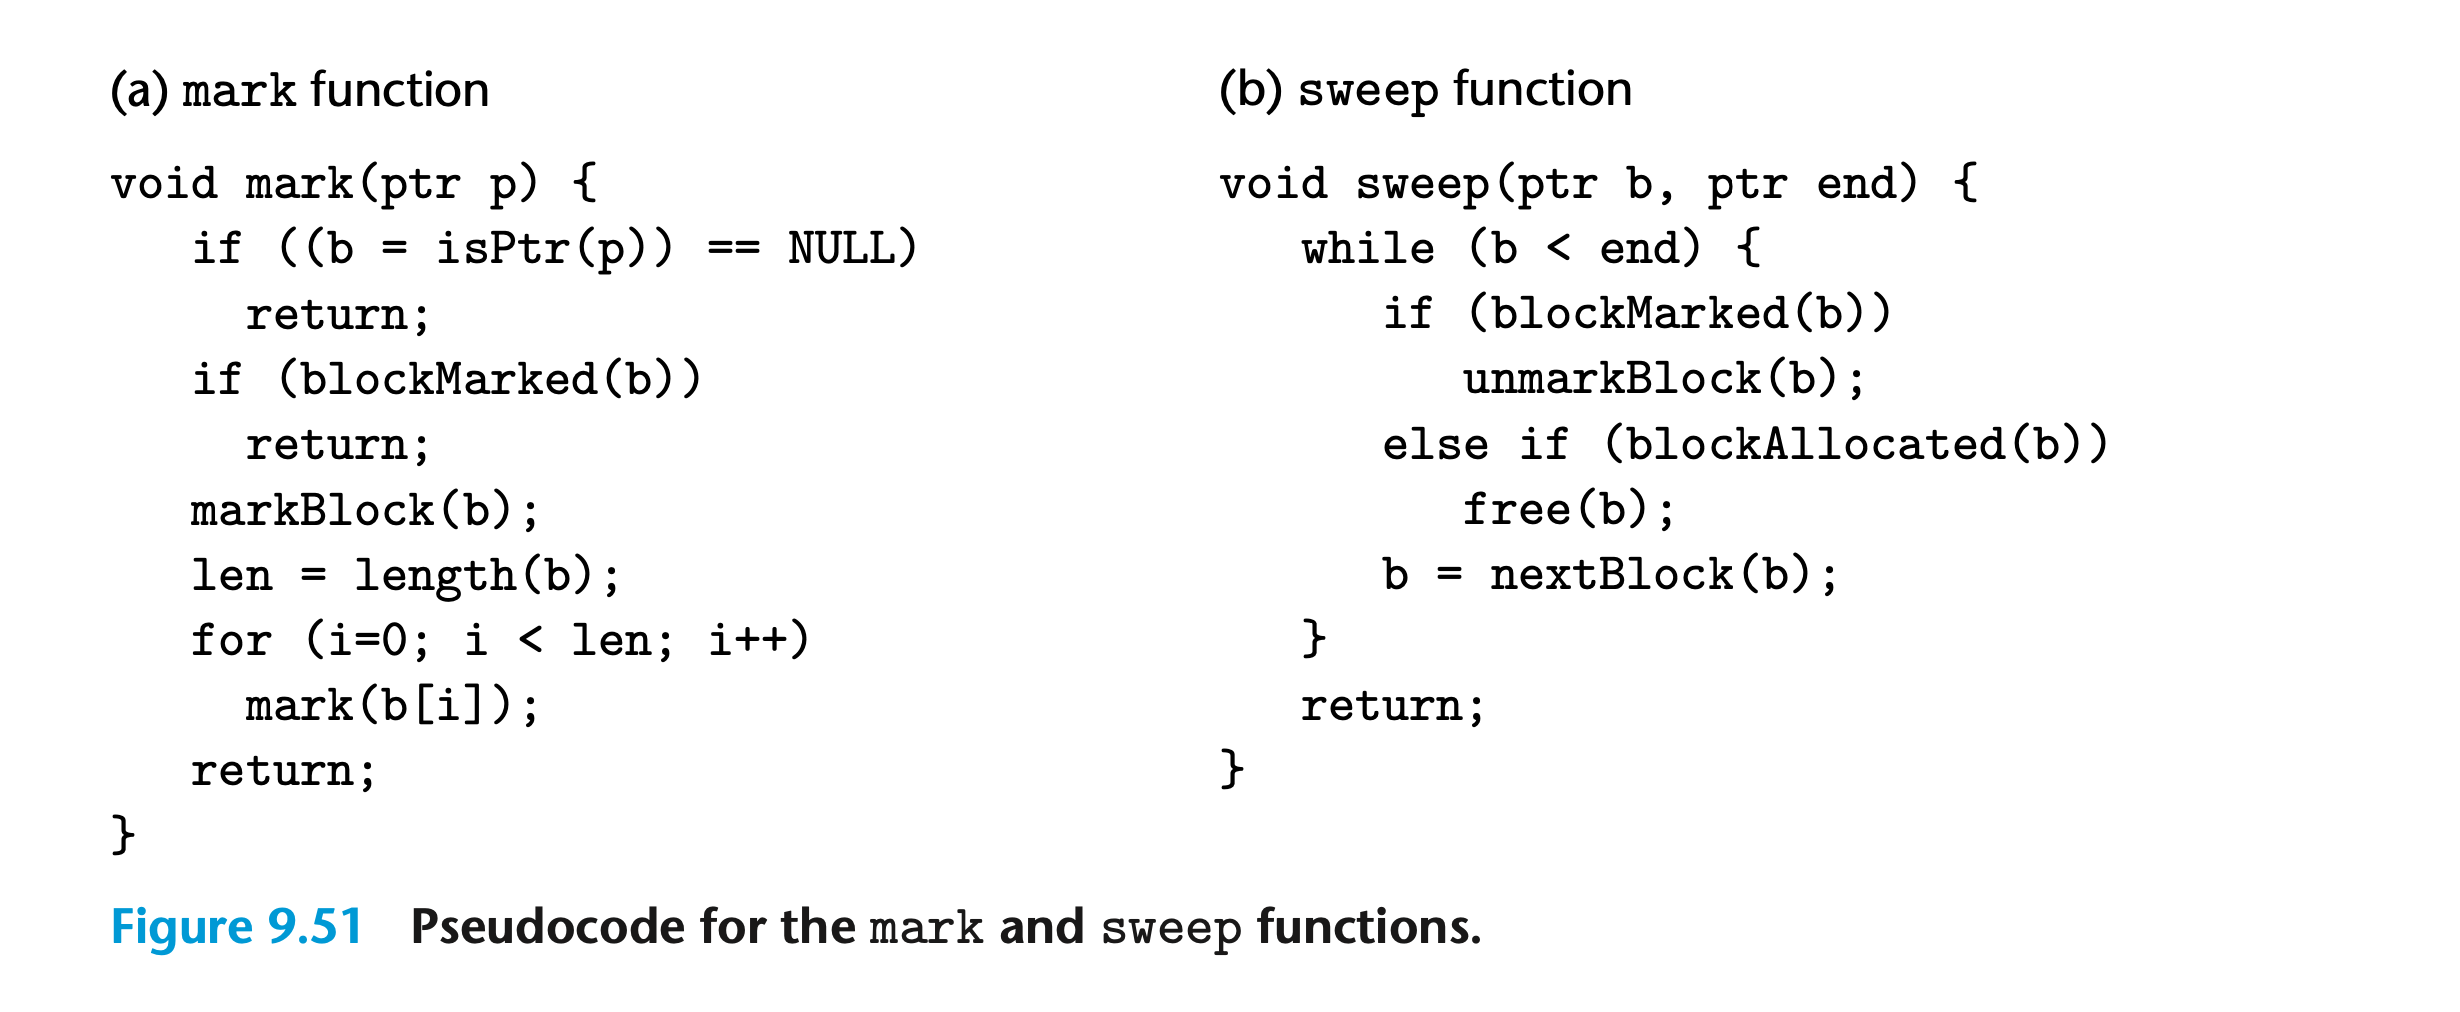 (a) mark function
void mark(ptr p) {
   if ((b = isPtr(p)) == NULL)
     return;
   if (blockMarked(b))
     return;
   markBlock(b);
   len = length(b);
   for (i=0; i < len; i++)
     mark(b[i]);
   return;
}
(b) sweep function
void sweep(ptr b, ptr end) {
   while (b < end) {
      if (blockMarked(b))
         unmarkBlock(b);
      else if (blockAllocated(b))
         free(b);
      b = nextBlock(b);
   }
   return;
}
Figure 9.51 Pseudocode for the mark and sweep functions.